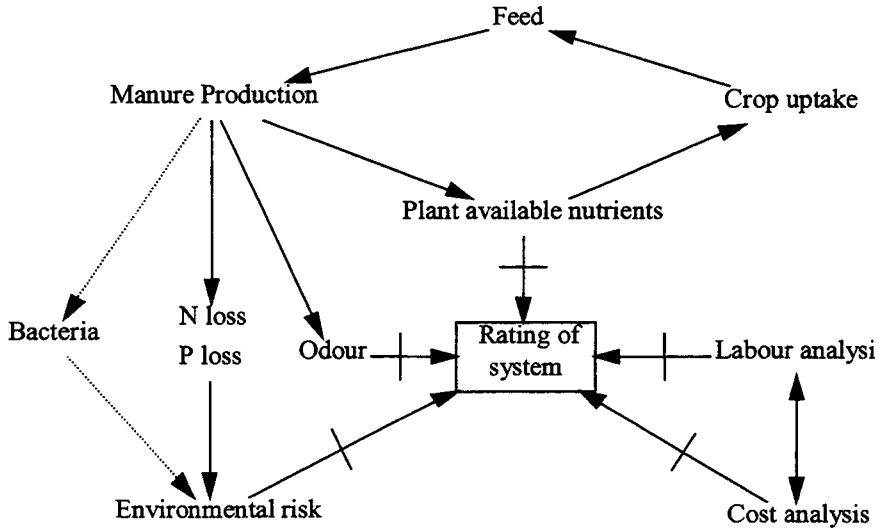 Feed
Manure Production
Crop uptake
Plant available nutrients
Bacteria
N loss
P loss
Odour
Rating of
system
Labour analysi
Environmental risk
Cost analysis